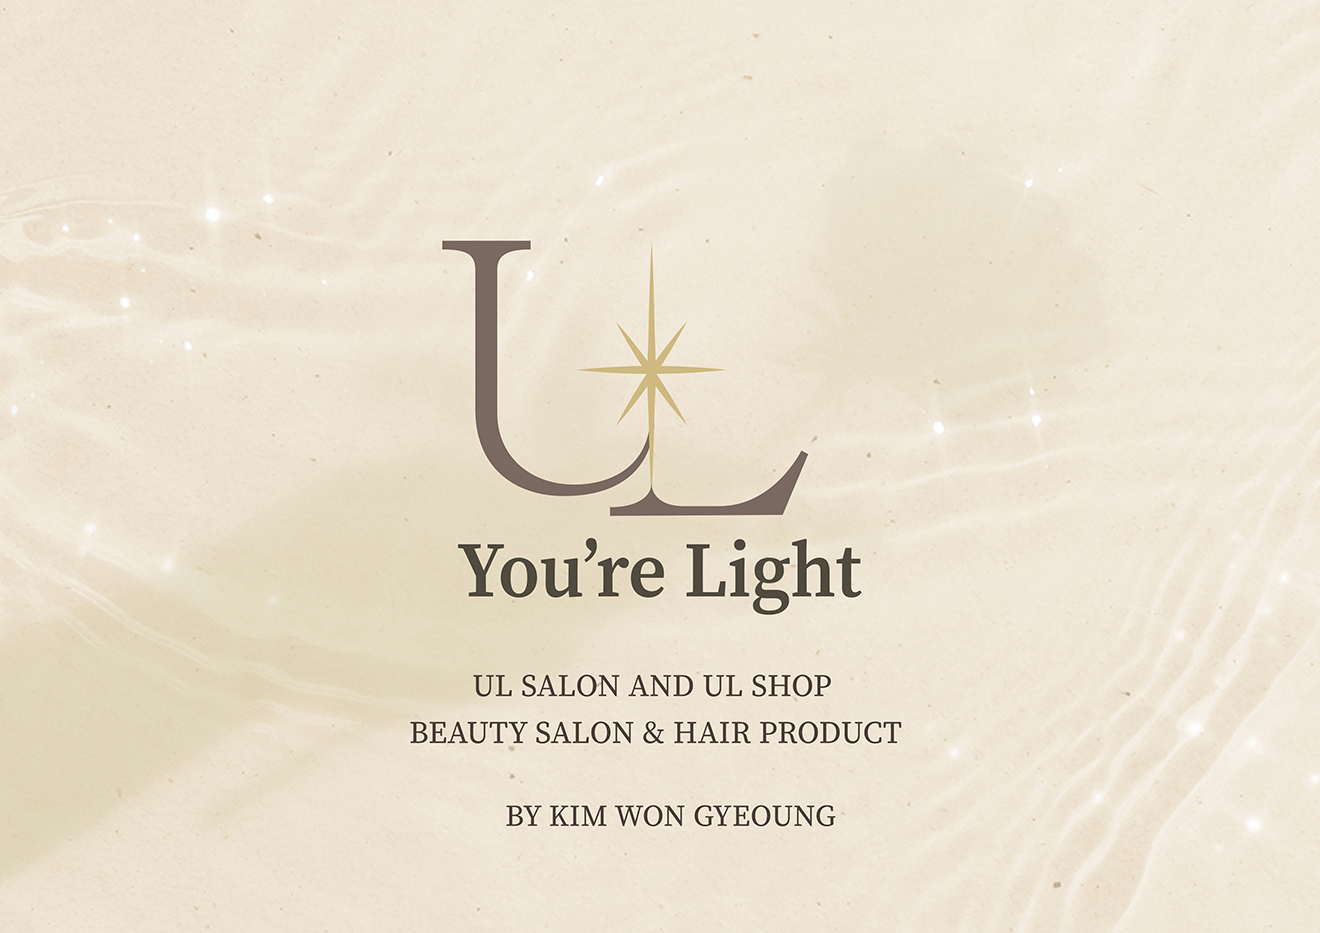 UL
You’re Light
UL SALON AND UL SHOP
BEAUTY SALON & HAIR PRODUCT
BY KIM WON GYEOUNG